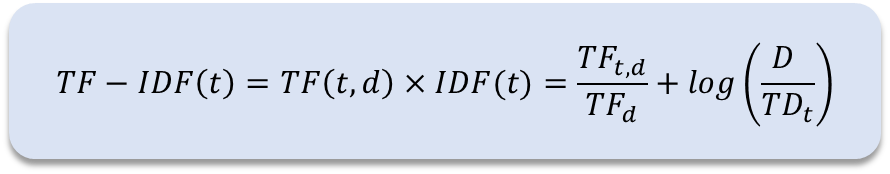 TF − IDF(t) = TF(t,d) × IDF(t) = TF_{t,d} / TF_d + log (D / TD_t)